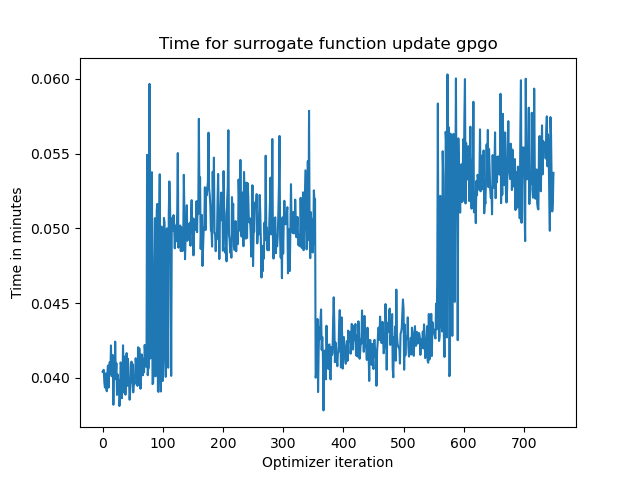 Time for surrogate function update gpgo
0.060
0.055
0.050
0.045
0.040
Time in minutes
0 100 200 300 400 500 600 700
Optimizer iteration